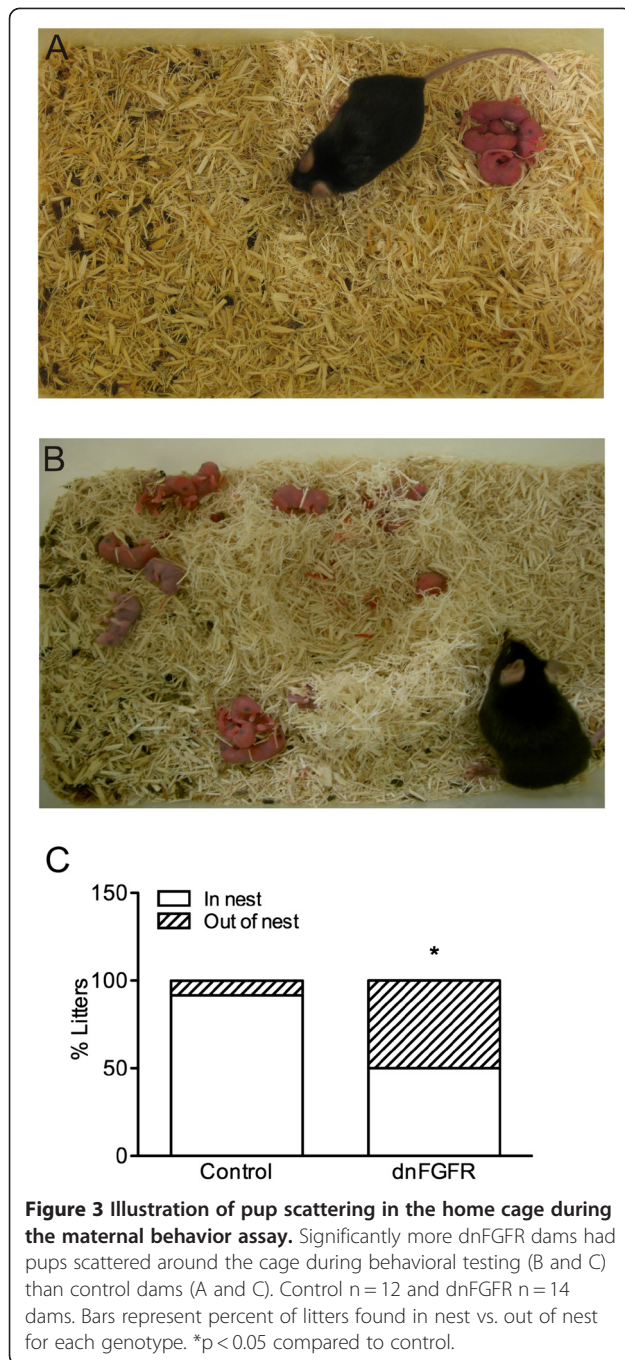 A
B
C
150
In nest
Out of nest
*
100
% Litters
50
0
Control
dnFGFR
Figure 3 Illustration of pup scattering in the home cage during
the maternal behavior assay. Significantly more dnFGFR dams had
pups scattered around the cage during behavioral testing (B and C)
than control dams (A and C). Control n = 12 and dnFGFR n = 14
dams. Bars represent percent of litters found in nest vs. out of nest
for each genotype. *p < 0.05 compared to control.